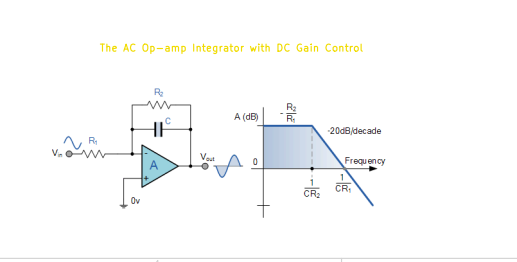 The AC Op-amp Integrator with DC Gain Control
R₂
C
R₁
Vin
A
-
+
Vout
0v
A (dB)
- R₂
R₁
-20dB/decade
0
Frequency
1
CR₂
1
CR₁